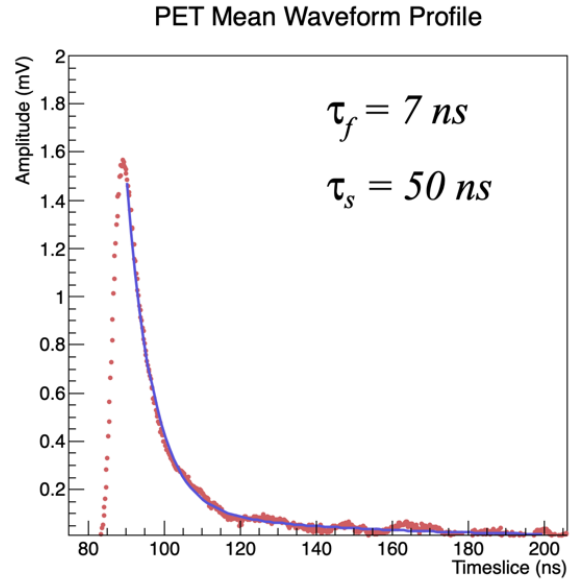 PET Mean Waveform Profile
Amplitude (mV)
2
1.8
1.6
1.4
1.2
1
0.8
0.6
0.4
0.2
τf = 7 ns
τs = 50 ns
80 100 120 140 160 180 200
Timeslice (ns)